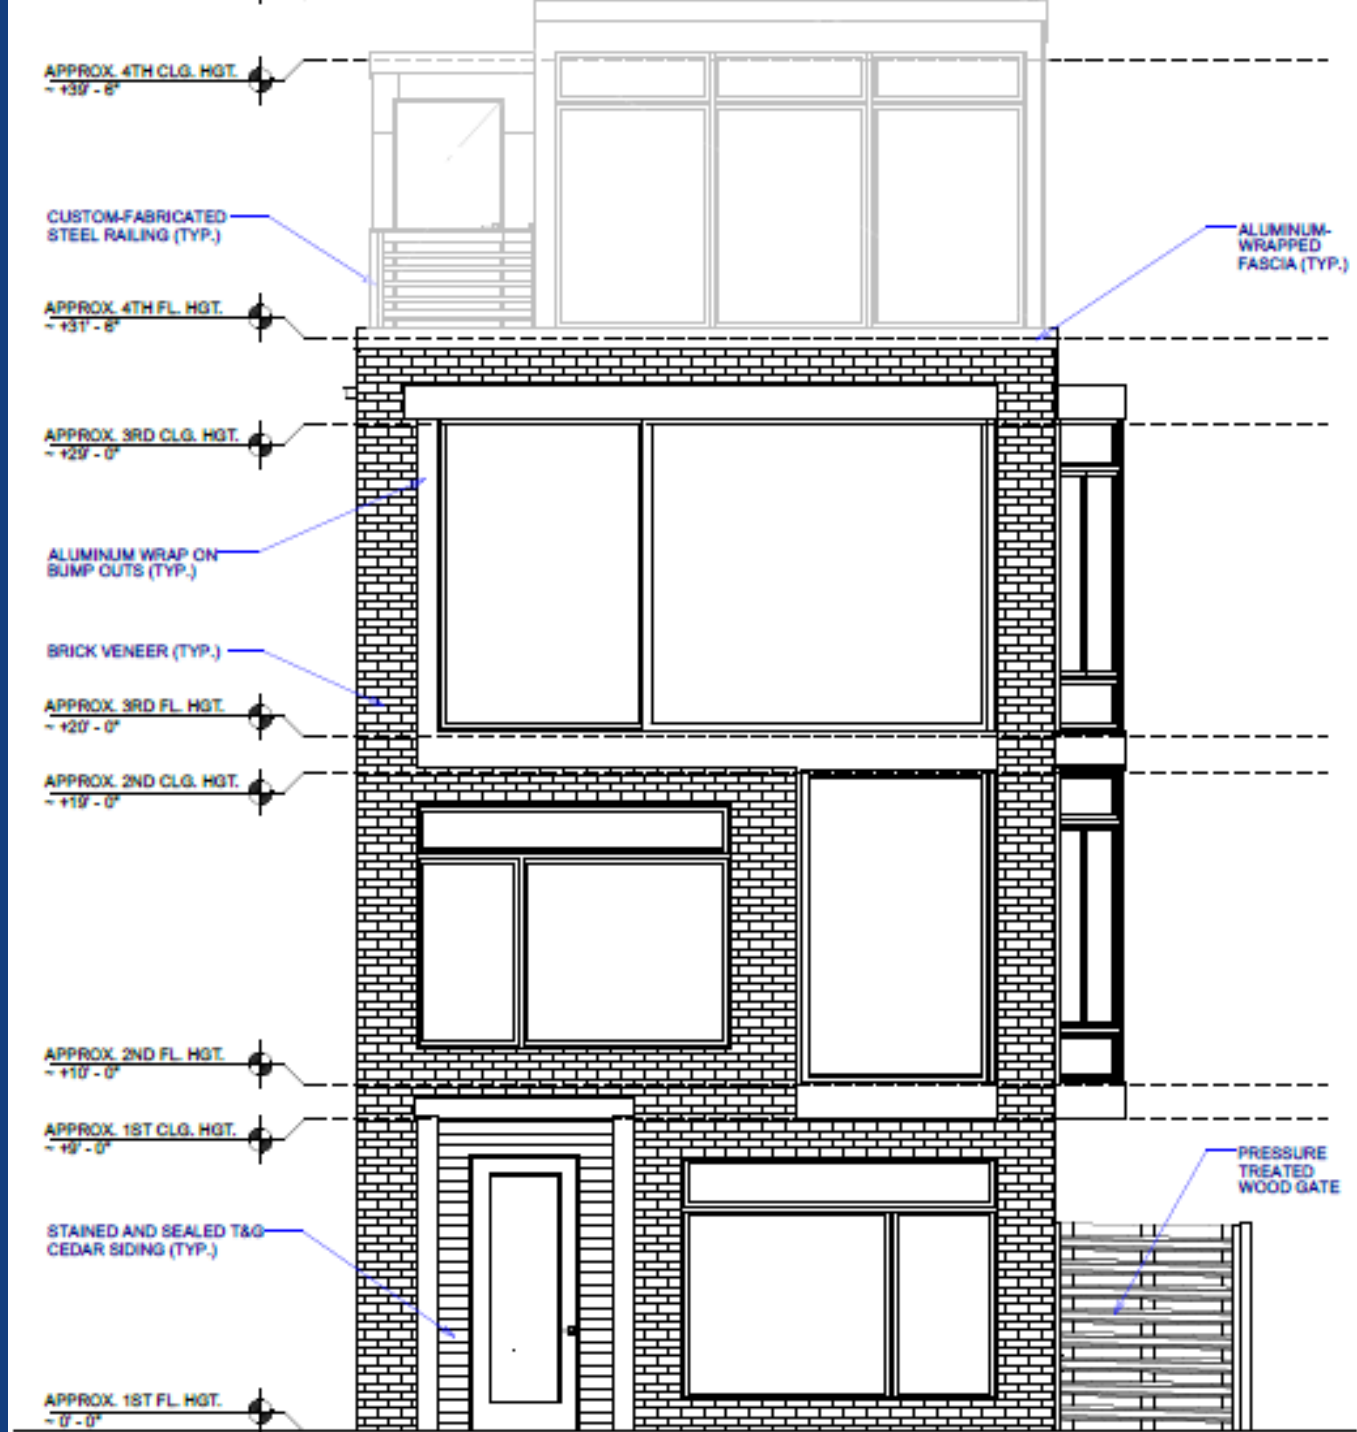 APPROX. 4TH CLG. HGT.
~ +39' - 6"
CUSTOM-FABRICATED
STEEL RAILING (TYP.)
ALUMINUM-
WRAPPED
FASCIA (TYP.)
APPROX. 4TH FL. HGT.
~ +31' - 6"
APPROX. 3RD CLG. HGT.
~ +29' - 0"
ALUMINUM WRAP ON
BUMP OUTS (TYP.)
BRICK VENEER (TYP.)
APPROX. 3RD FL. HGT.
~ +20' - 0"
APPROX. 2ND CLG. HGT.
~ +19' - 0"
APPROX. 2ND FL. HGT.
~ +10' - 0"
APPROX. 1ST CLG. HGT.
~ +9' - 0"
PRESSURE
TREATED
WOOD GATE
STAINED AND SEALED T&G
CEDAR SIDING (TYP.)
APPROX. 1ST FL. HGT.
~ 0' - 0"